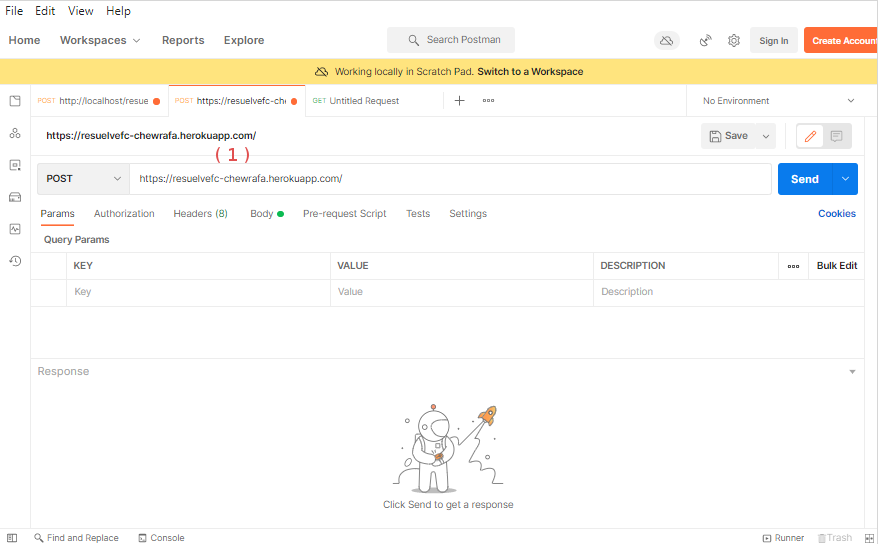 File Edit View Help
Home Workspaces Reports Explore Search Postman Sign In Create Account
Working locally in Scratch Pad. Switch to a Workspace
POST http://localhost/resue POST https://resuelvefc-che GET Untitled Request No Environment
https://resuelvefc-chewrafa.herokuapp.com/ Save
(1)
POST https://resuelvefc-chewrafa.herokuapp.com/ Send
Params Authorization Headers (8) Body Pre-request Script Tests Settings Cookies
Query Params
KEY VALUE DESCRIPTION Bulk Edit
Key Value Description
Response
Click Send to get a response
Find and Replace Console Runner Trash